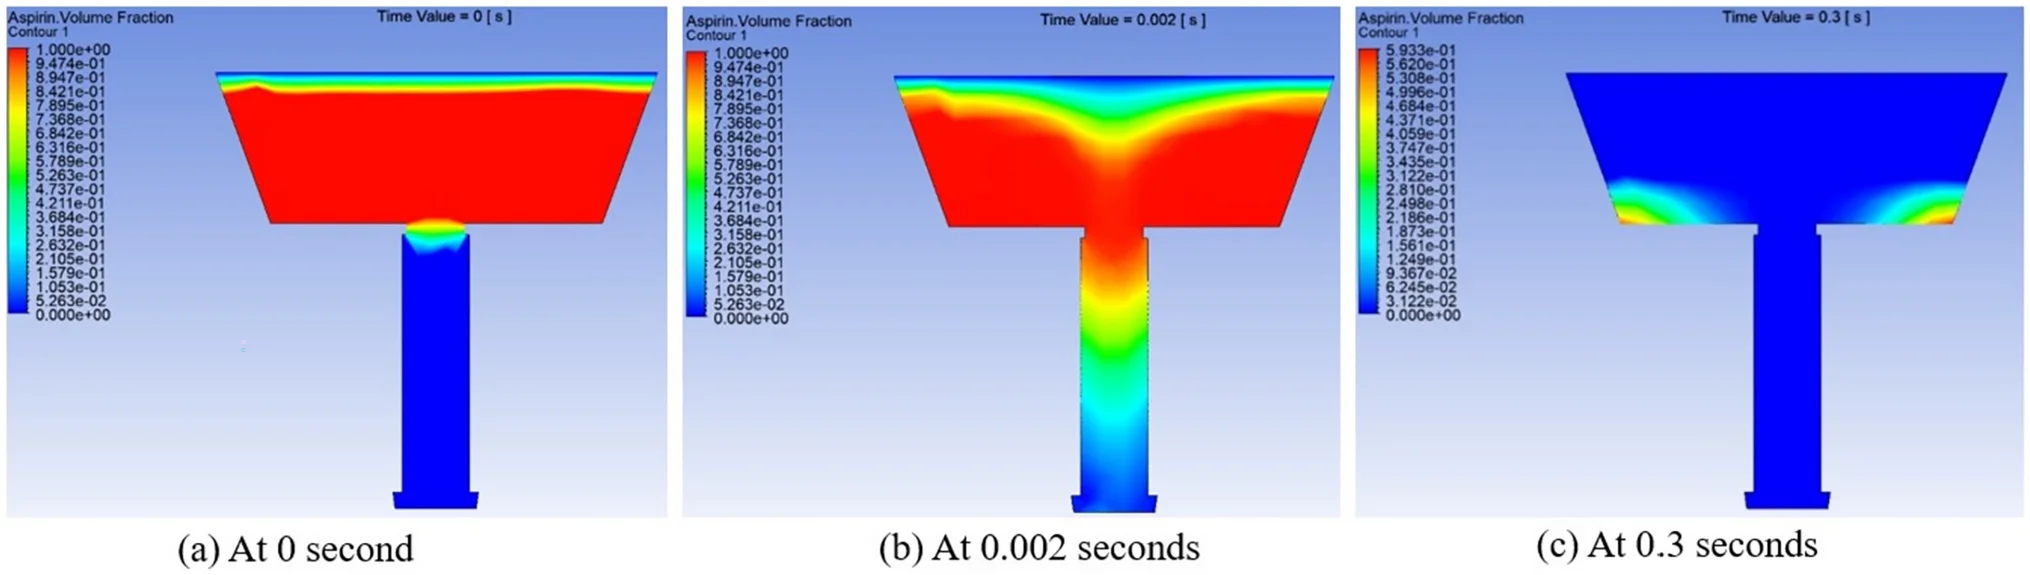 Aspirin.Volume Fraction
Contour 1
Time Value = 0 [ s ]
1.000e+00
9.474e-01
8.947e-01
8.421e-01
7.895e-01
7.368e-01
6.842e-01
6.316e-01
5.789e-01
5.263e-01
4.737e-01
4.211e-01
3.684e-01
3.158e-01
2.632e-01
2.105e-01
1.579e-01
1.053e-01
5.263e-02
0.000e+00
(a) At 0 second
Aspirin.Volume Fraction
Contour 1
Time Value = 0.002 [ s ]
1.000e+00
9.474e-01
8.947e-01
8.421e-01
7.895e-01
7.368e-01
6.842e-01
6.316e-01
5.789e-01
5.263e-01
4.737e-01
4.211e-01
3.684e-01
3.158e-01
2.632e-01
2.105e-01
1.579e-01
1.053e-01
5.263e-02
0.000e+00
(b) At 0.002 seconds
Aspirin.Volume Fraction
Contour 1
Time Value = 0.3 [ s ]
5.933e-01
5.620e-01
5.308e-01
4.996e-01
4.684e-01
4.371e-01
4.059e-01
3.747e-01
3.435e-01
3.122e-01
2.810e-01
2.498e-01
2.186e-01
1.873e-01
1.561e-01
1.249e-01
9.367e-02
6.245e-02
3.122e-02
0.000e+00
(c) At 0.3 seconds